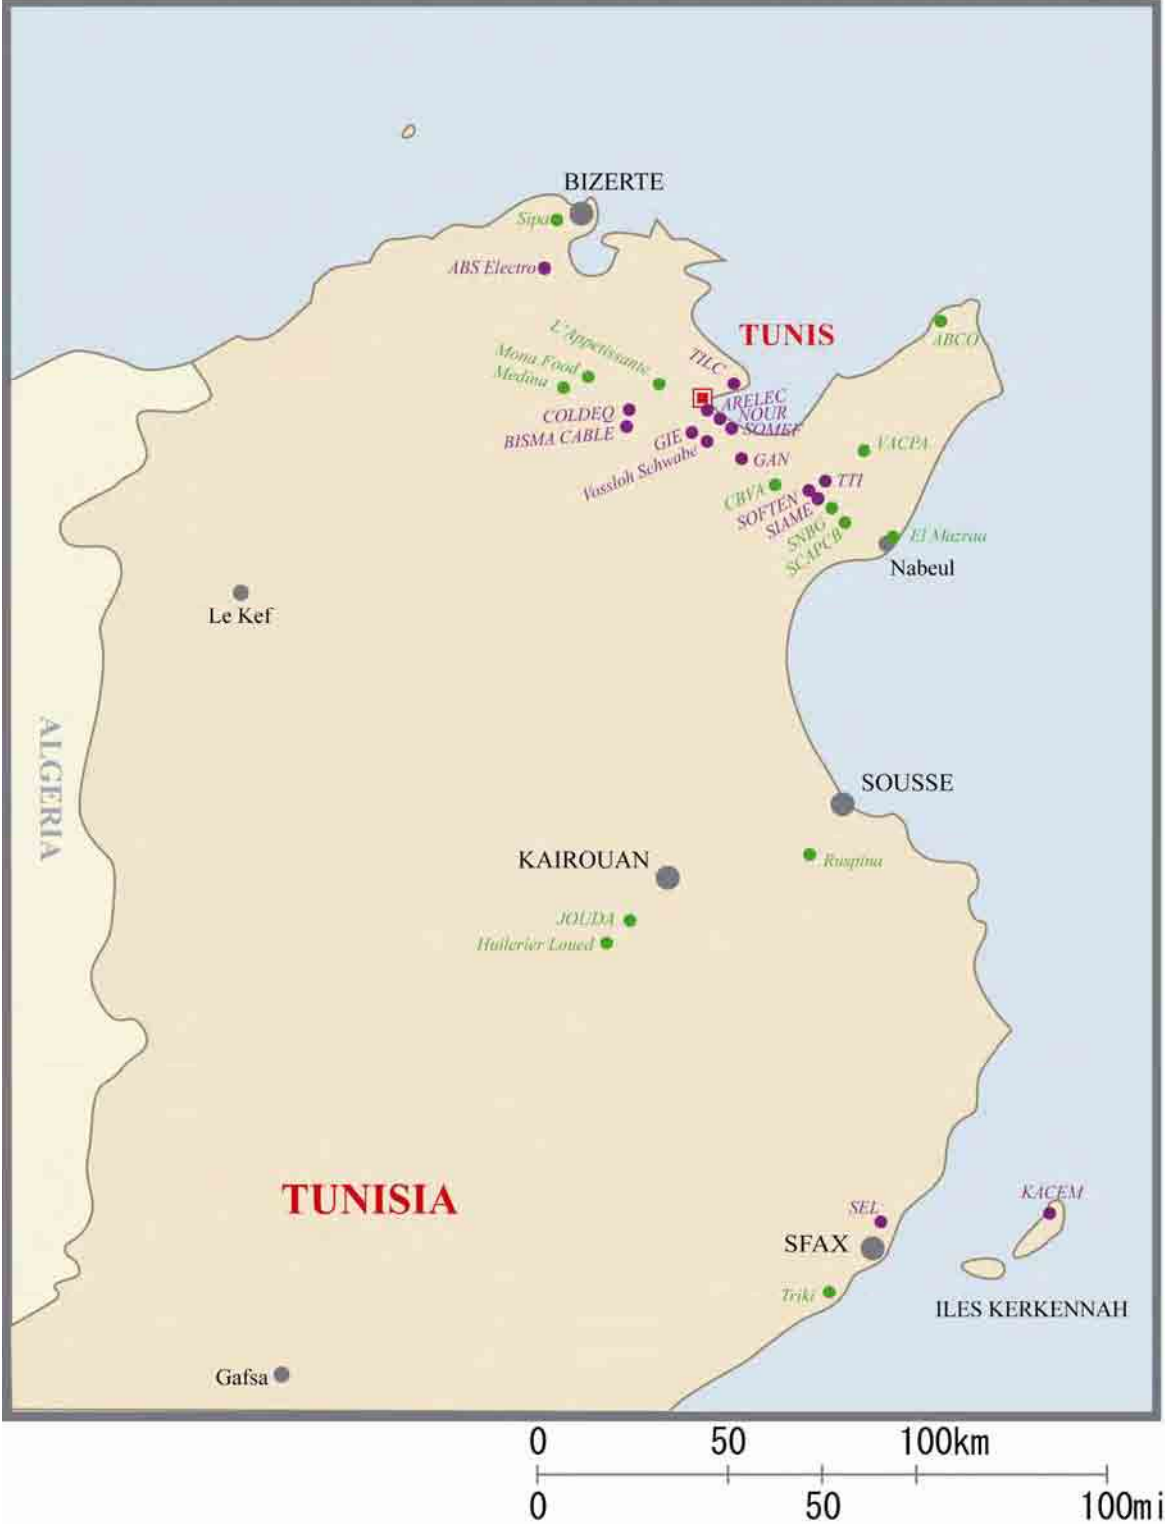 BIZERTE
Sipa
ABS Electro
TUNIS
ABCO
L'Appetissante
TILC
Mona Food
Medina
ARELEC
NOUR
SOMEF
COLDEQ
BISMA CABLE
GIE
Vossloh Schwabe
GAN
VACPA
CBVA
TTI
SOFTEN
SIAME
SNBG
SCAPCB
El Mazraa
Nabeul
Le Kef
ALGERIA
SOUSSE
KAIROUAN
Ruspina
JOUDA
Huilerier Loued
TUNISIA
KACEM
SEL
SFAX
Triki
ILES KERKENNAH
Gafsa
0 50 100km
0 50 100mi